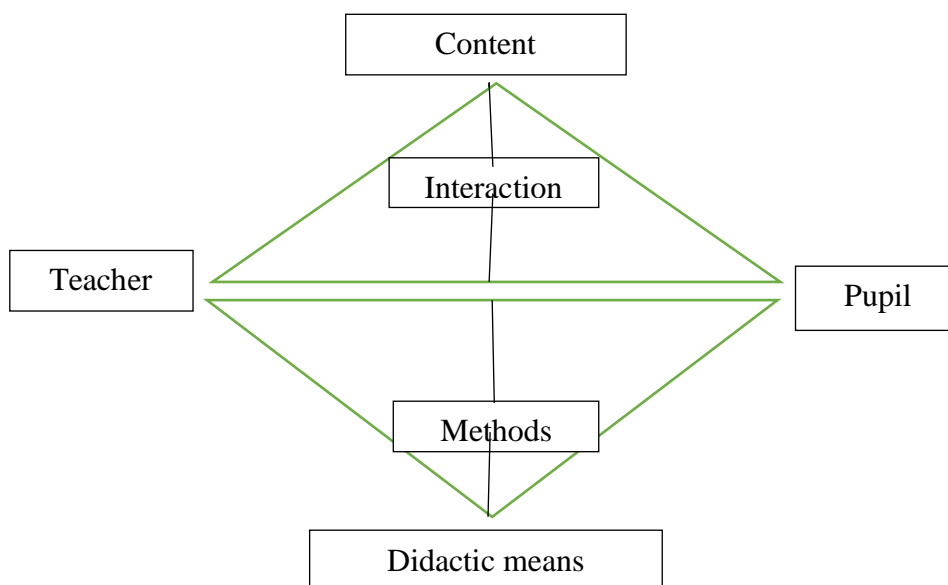 Content
Interaction
Teacher
Pupil
Methods
Didactic means